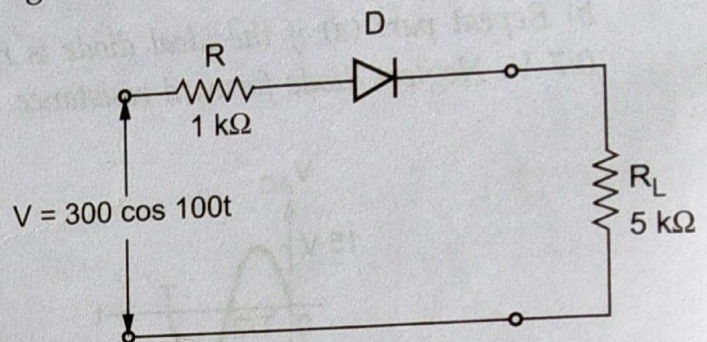 D
R
1 kΩ
V = 300 cos 100t
R_L
5 kΩ